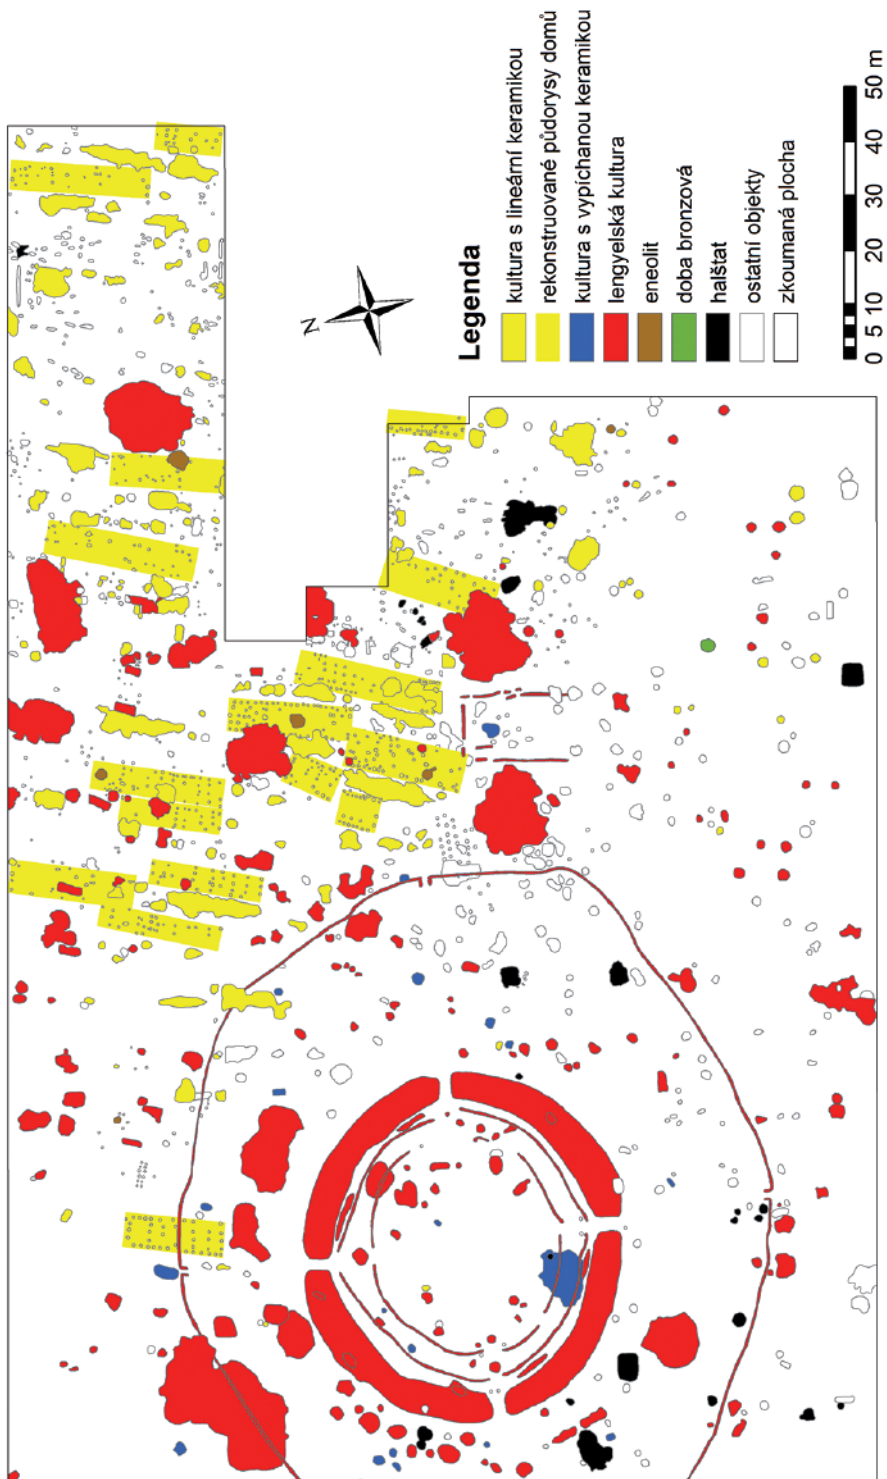 N
Legenda
kultura s lineární keramikou
rekonstruované půdorysy domů
kultura s vypíchanou keramikou
lengyelská kultura
eneolit
doba bronzová
halštat
ostatní objekty
zkoumaná plocha
0 5 10 20 30 40 50 m